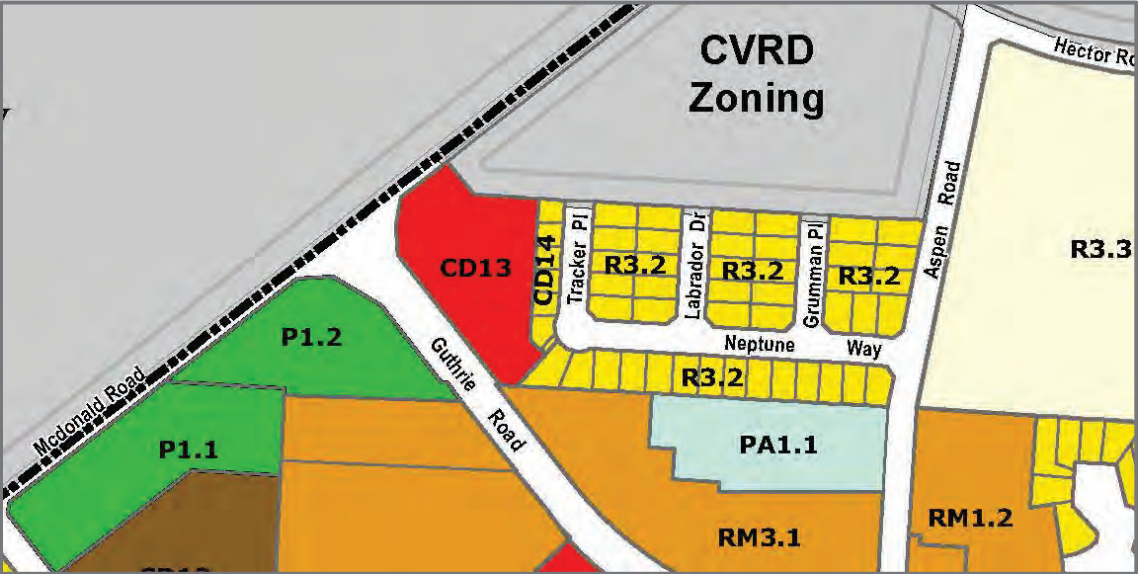 CVRD
Zoning
Hector Ro
Aspen Road
R3.3
CD13
CD14
Tracker Pl
R3.2
Labrador Dr
R3.2
Grumman Pl
R3.2
P1.2
Guthrie Road
Neptune Way
R3.2
Mcdonald Road
P1.1
PA1.1
RM3.1
RM1.2